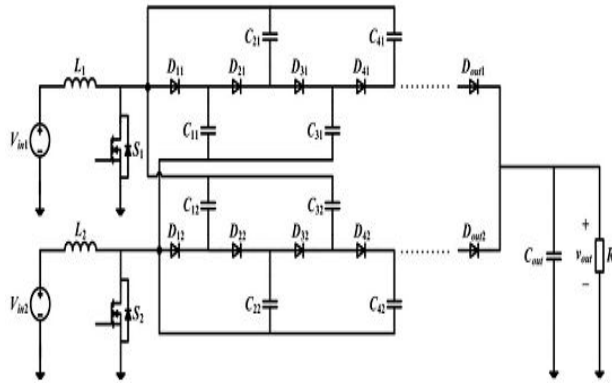 C21 C41
L1 D11 D21 D31 D41 Dout1
C11 C31
Vin1 S1
C12 C32
L2 D12 D22 D32 D42 Dout2
Cout + vout − R
Vin2 S2 C22 C42